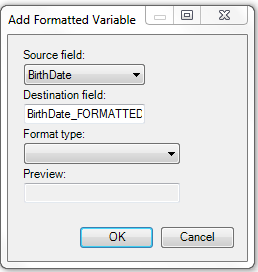 Add Formatted Variable
Source field:
BirthDate
Destination field:
BirthDate_FORMATTED
Format type:
Preview:
OK Cancel